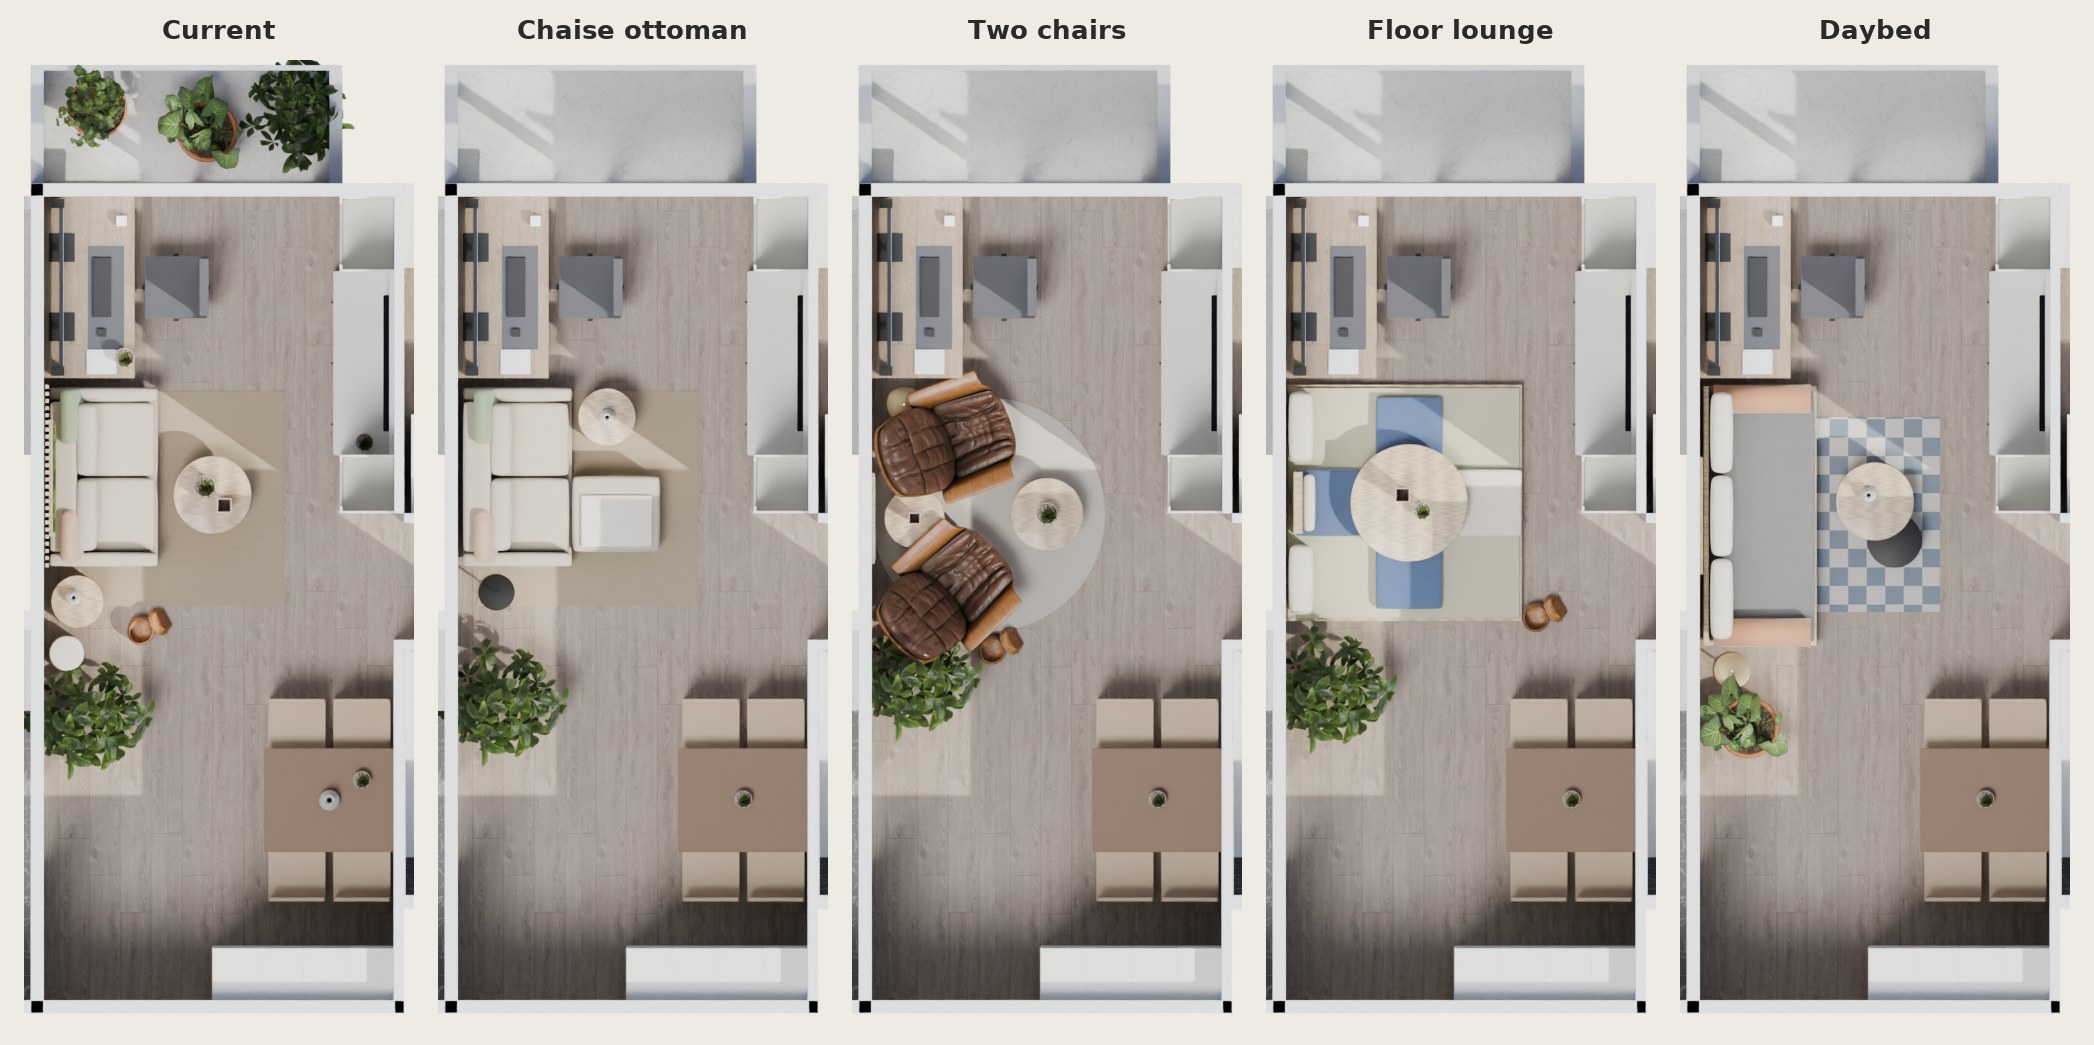 Current
Chaise ottoman
Two chairs
Floor lounge
Daybed